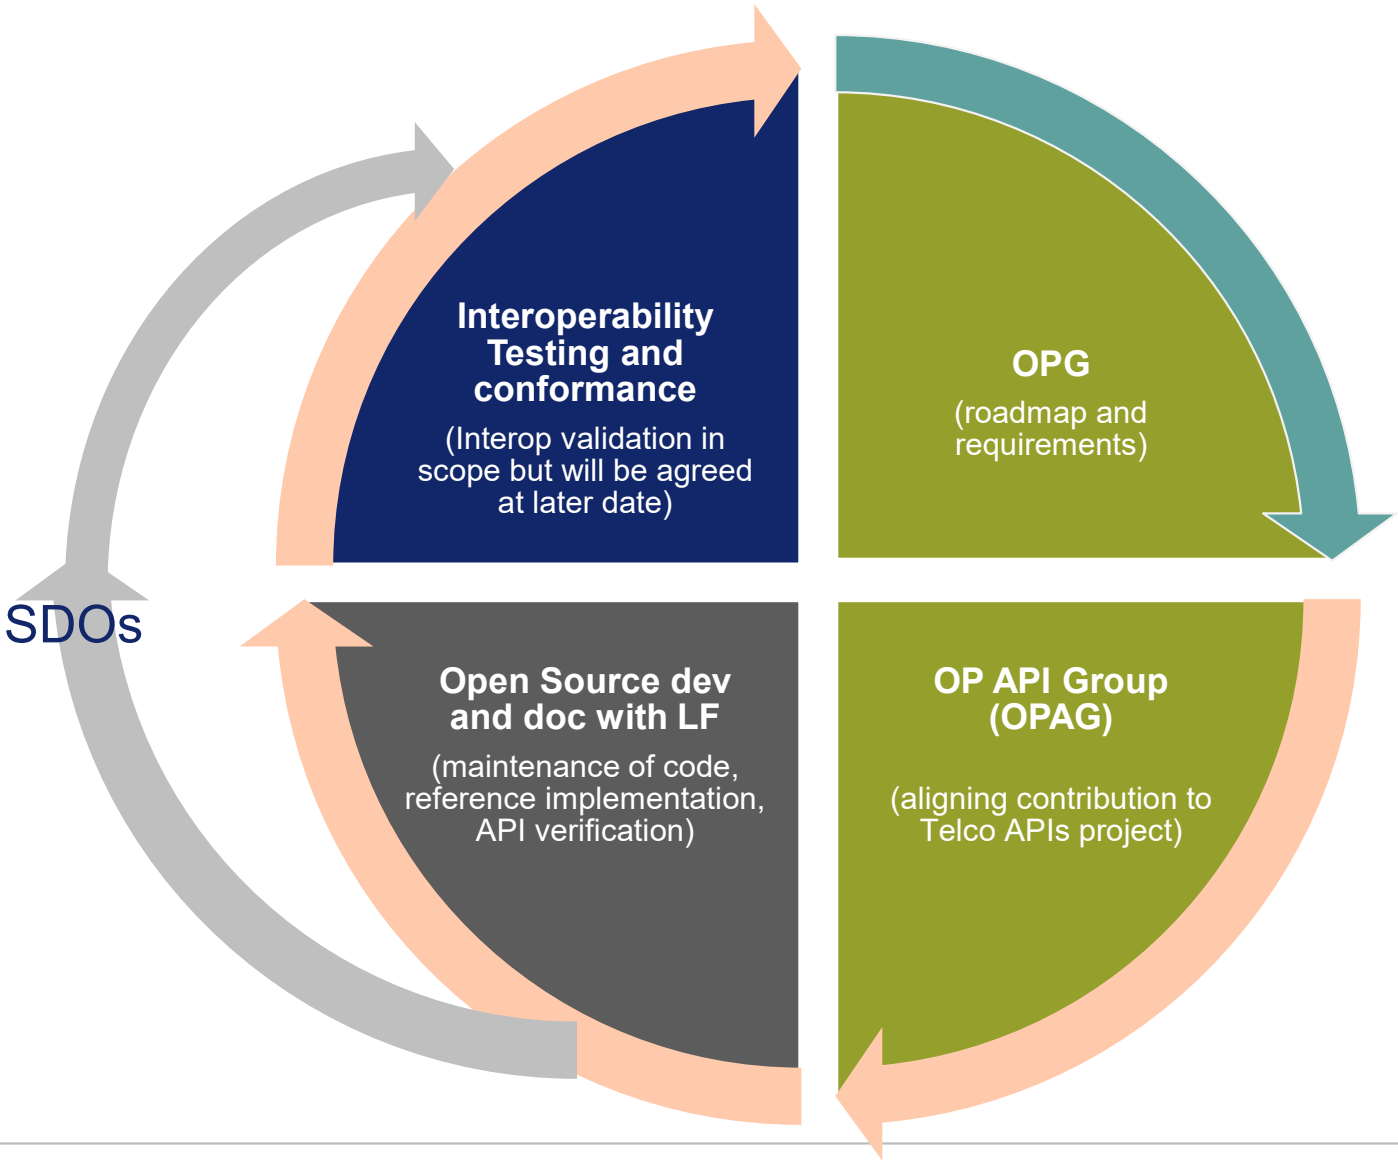 Interoperability
Testing and
conformance
(Interop validation in
scope but will be agreed
at later date)
OPG
(roadmap and
requirements)
SDOs
Open Source dev
and doc with LF
(maintenance of code,
reference implementation,
API verification)
OP API Group
(OPAG)
(aligning contribution to
Telco APIs project)